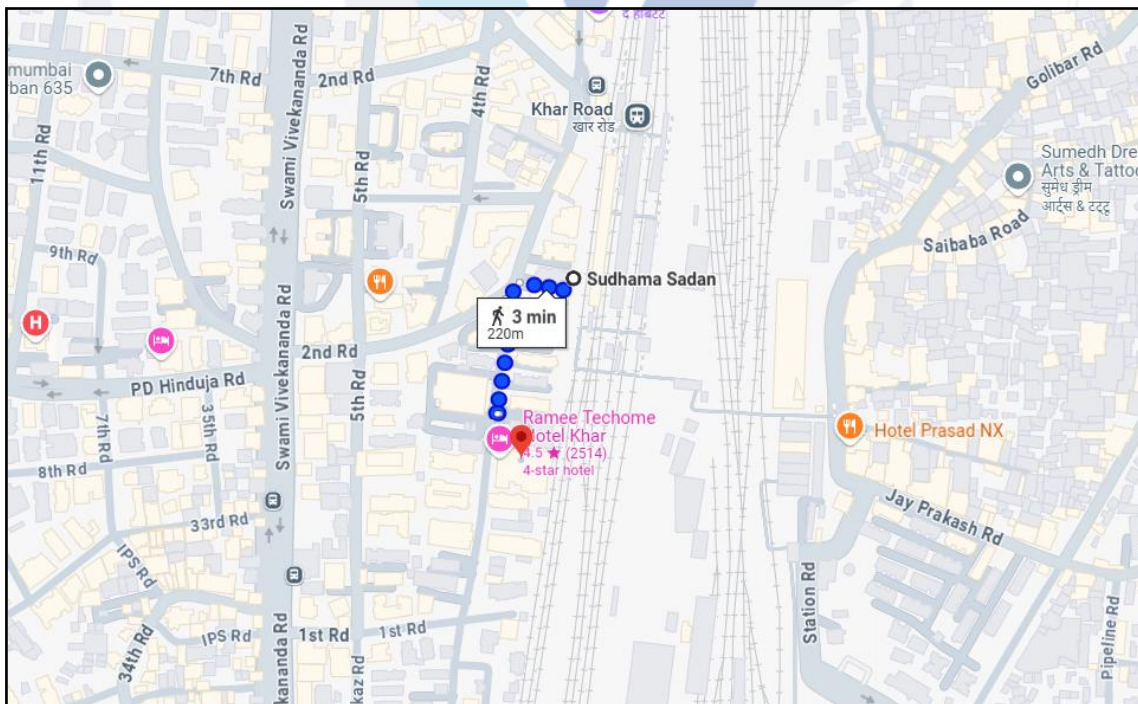 द हॅबिटॅट
mumbai
ban 635
7th Rd
2nd Rd
4th Rd
Golibar Rd
Khar Road
खार रोड
11th Rd
Swami Vivekananda Rd
5th Rd
Sumedh Dre
Arts & Tattoo
सुमेध ड्रीम
आर्ट्स & टट्टू
Saibaba Road
9th Rd
Sudhama Sadan
H
3 min
220m
2nd Rd
PD Hinduja Rd
Swami Vivekananda Rd
5th Rd
7th Rd
35th Rd
Ramee Techome
Hotel Khar
4.5 ★ (2514)
4-star hotel
Hotel Prasad NX
8th Rd
33rd Rd
Jay Prakash Rd
IPS Rd
IPS Rd
34th Rd
1st Rd
1st Rd
Station Rd
Pipeline Rd
kananda Rd
kaz Rd